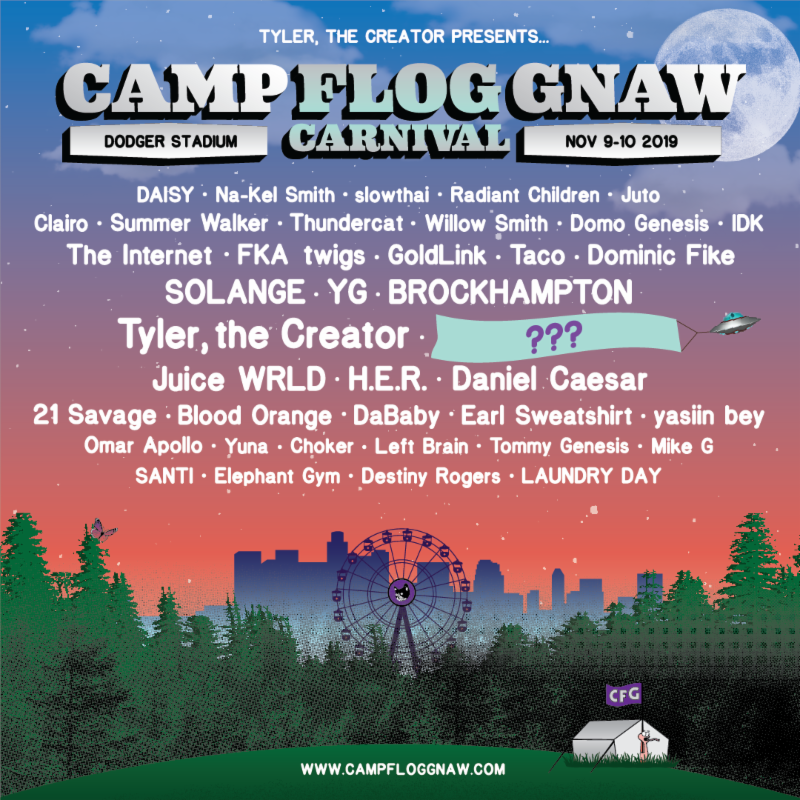 TYLER, THE CREATOR PRESENTS...
CAMP FLOG GNAW
CARNIVAL
DODGER STADIUM
NOV 9-10 2019
DAISY · Na-Kel Smith · slowthai · Radiant Children · Juto
Clairo · Summer Walker · Thundercat · Willow Smith · Domo Genesis · IDK
The Internet · FKA twigs · GoldLink · Taco · Dominic Fike
SOLANGE · YG · BROCKHAMPTON
Tyler, the Creator · ???
Juice WRLD · H.E.R. · Daniel Caesar
21 Savage · Blood Orange · DaBaby · Earl Sweatshirt · yasiin bey
Omar Apollo · Yuna · Choker · Left Brain · Tommy Genesis · Mike G
SANTI · Elephant Gym · Destiny Rogers · LAUNDRY DAY
CFG
WWW.CAMPFLOGGNAW.COM